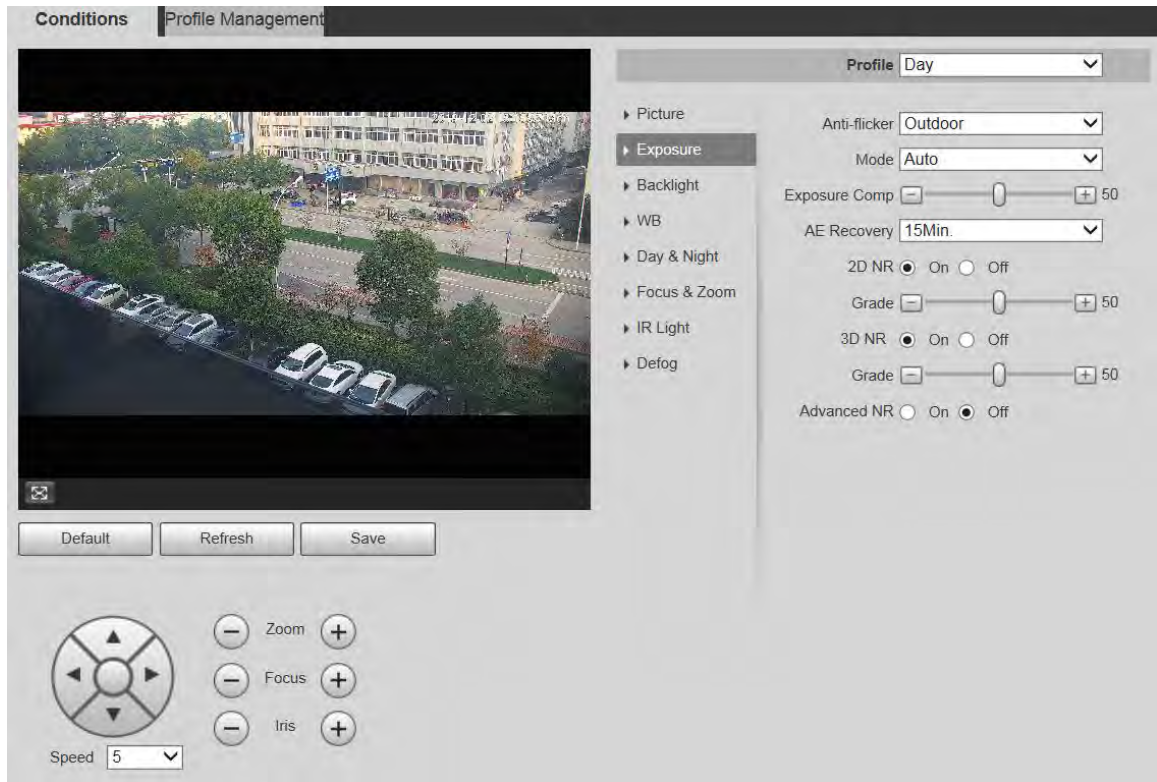 Conditions
Profile Management
Profile Day
Picture
Exposure
Backlight
WB
Day & Night
Focus & Zoom
IR Light
Defog
Anti-flicker Outdoor
Mode Auto
Exposure Comp 50
AE Recovery 15Min.
2D NR On Off
Grade 50
3D NR On Off
Grade 50
Advanced NR On Off
Default Refresh Save
Zoom
Focus
Iris
Speed 5